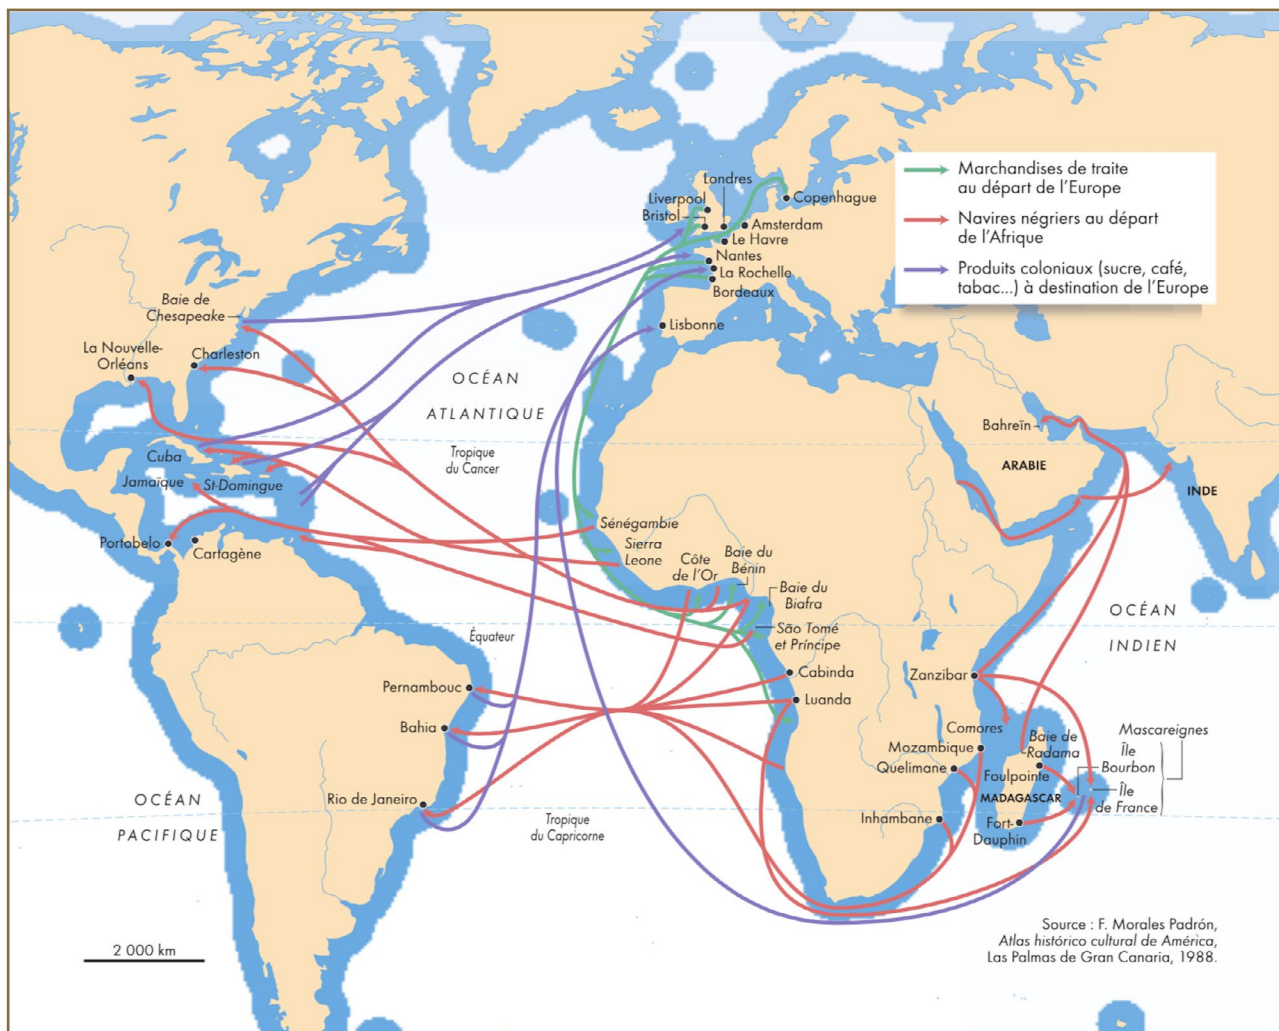 Marchandises de traite
au départ de l'Europe
Navires négriers au départ
de l'Afrique
Produits coloniaux (sucre, café,
tabac...) à destination de l'Europe
Londres
Liverpool
Bristol
Copenhague
Amsterdam
Le Havre
Nantes
La Rochelle
Bordeaux
Lisbonne
Baie de
Chesapeake
La Nouvelle-
Orléans
Charleston
OCÉAN
ATLANTIQUE
Tropique
du Cancer
Cuba
Jamaïque
St-Domingue
Portobelo
Cartagène
Bahreïn
ARABIE
INDE
Sénégambie
Sierra
Leone
Côte
de l'Or
Baie du
Bénin
Baie du
Biafra
São Tomé
et Príncipe
OCÉAN
INDIEN
Équateur
Pernambouc
Bahia
Rio de Janeiro
Cabinda
Luanda
Zanzibar
Comores
Mozambique
Quelimane
Inhambane
Baie de
Radama
Foulpointe
MADAGASCAR
Fort-
Dauphin
Mascareignes
Île
Bourbon
Île
de France
OCÉAN
PACIFIQUE
Tropique
du Capricorne
2 000 km
Source : F. Morales Padrón,
Atlas histórico cultural de América,
Las Palmas de Gran Canaria, 1988.